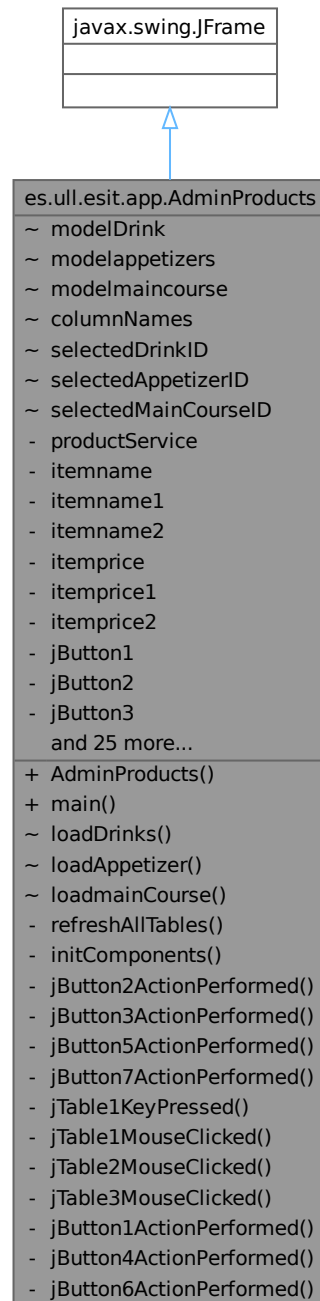 javax.swing.JFrame
es.ull.esit.app.AdminProducts
~ modelDrink
~ modelappetizers
~ modelmaincourse
~ columnNames
~ selectedDrinkID
~ selectedAppetizerID
~ selectedMainCourseID
- productService
- itemname
- itemname1
- itemname2
- itemprice
- itemprice1
- itemprice2
- jButton1
- jButton2
- jButton3
and 25 more...
+ AdminProducts()
+ main()
~ loadDrinks()
~ loadAppetizer()
~ loadmainCourse()
- refreshAllTables()
- initComponents()
- jButton2ActionPerformed()
- jButton3ActionPerformed()
- jButton5ActionPerformed()
- jButton7ActionPerformed()
- jTable1KeyPressed()
- jTable1MouseClicked()
- jTable2MouseClicked()
- jTable3MouseClicked()
- jButton1ActionPerformed()
- jButton4ActionPerformed()
- jButton6ActionPerformed()